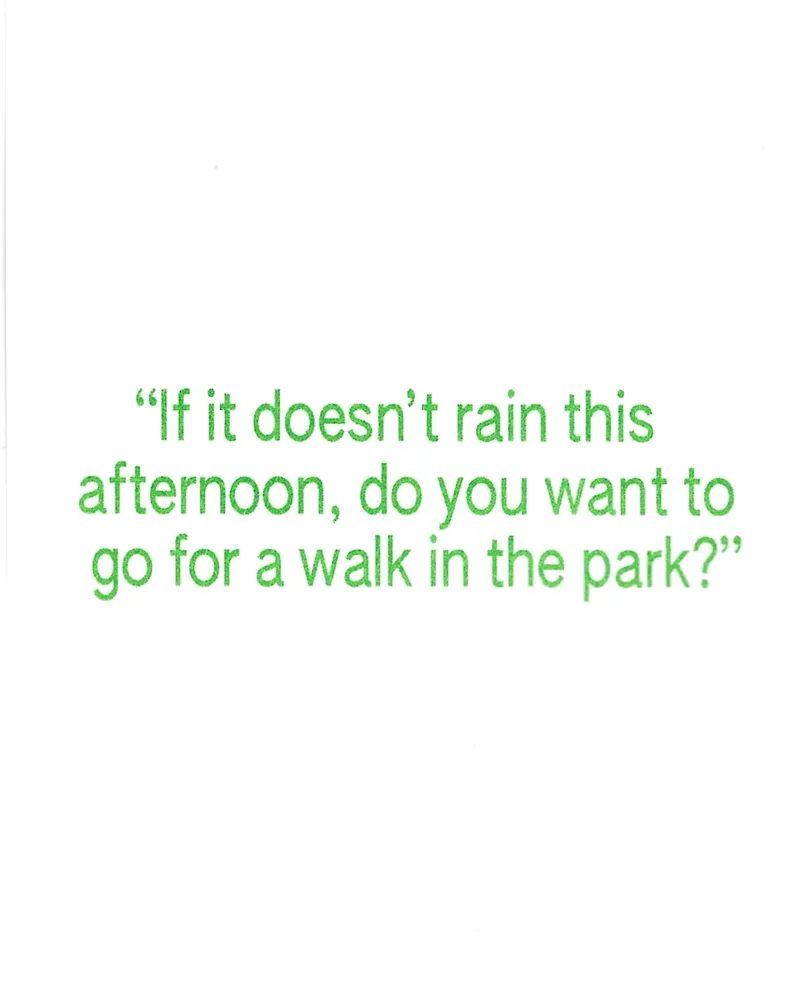 “If it doesn’t rain this
afternoon, do you want to
go for a walk in the park?”